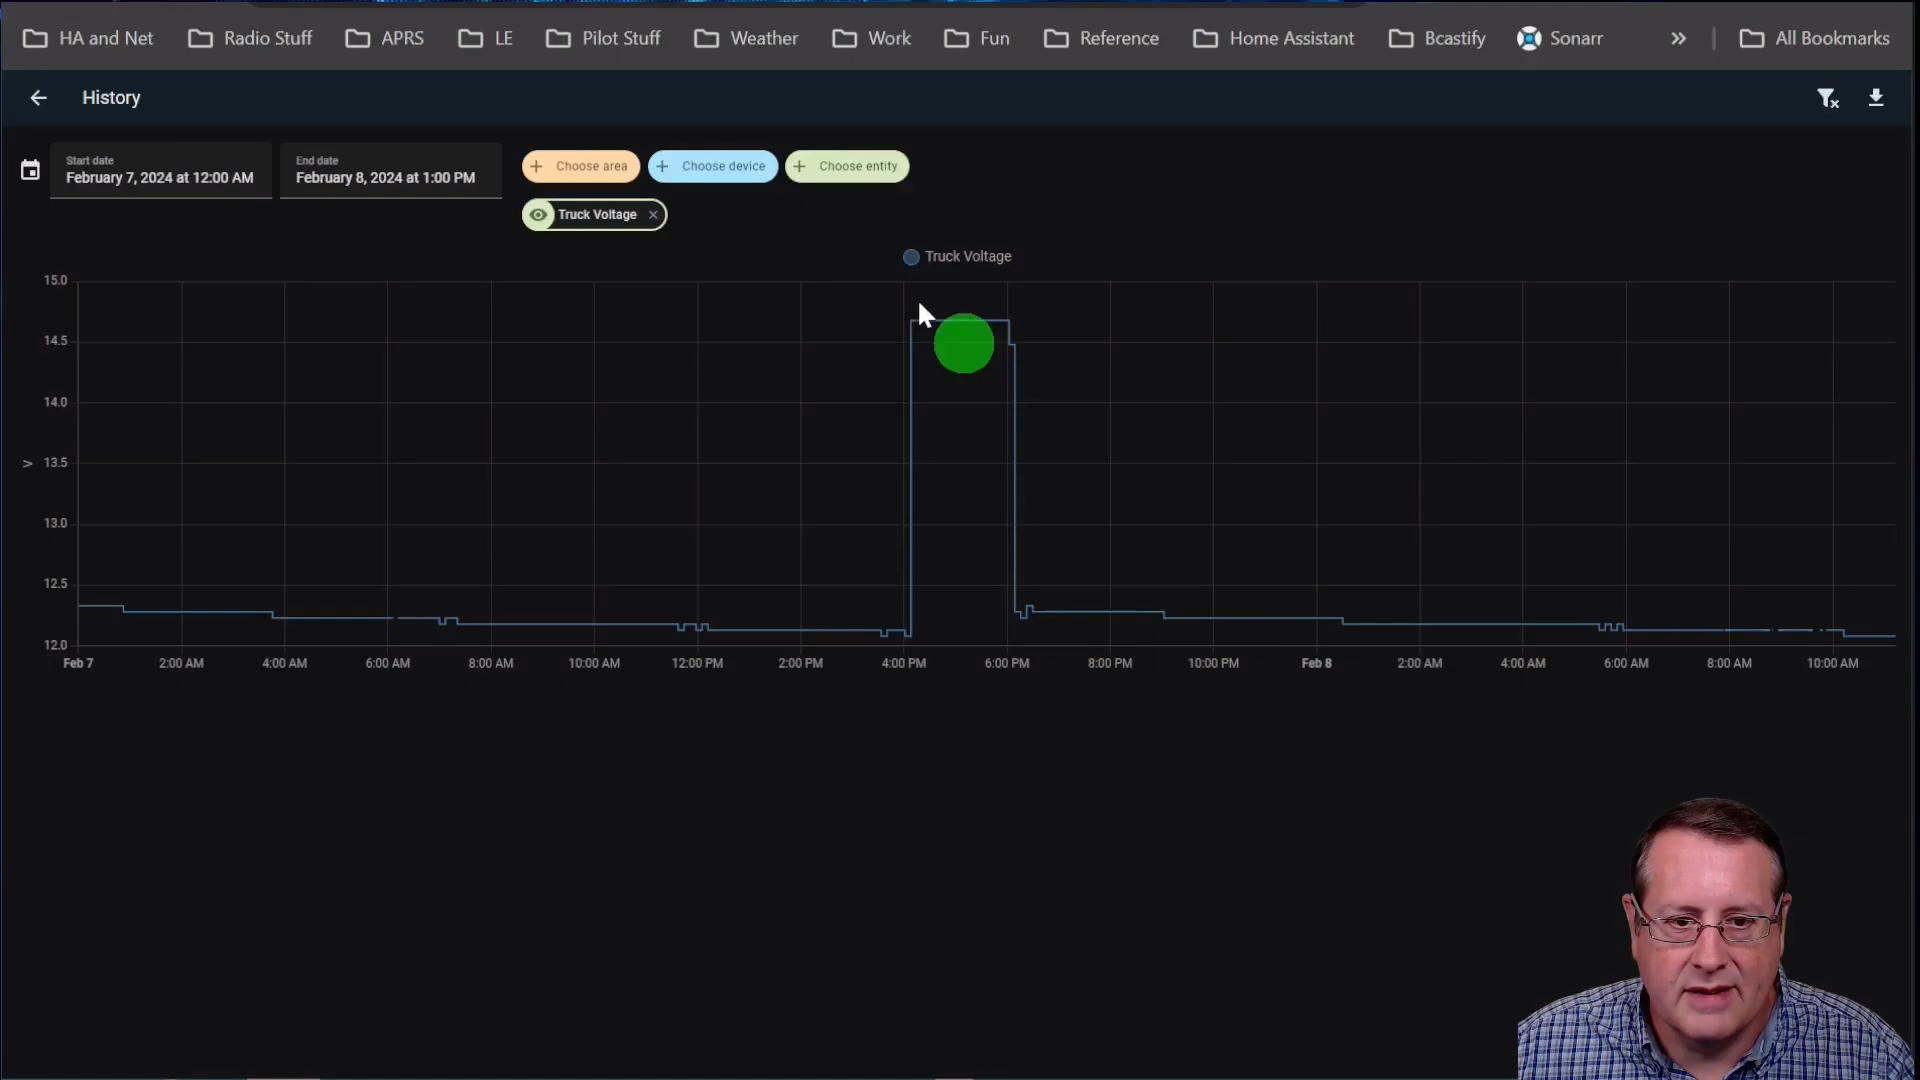 HA and Net Radio Stuff APRS LE Pilot Stuff Weather Work Fun Reference Home Assistant Bcastify Sonarr » All Bookmarks
History
Start date
February 7, 2024 at 12:00 AM
End date
February 8, 2024 at 1:00 PM
+ Choose area
+ Choose device
+ Choose entity
Truck Voltage ×
Truck Voltage
15.0
14.5
14.0
13.5
13.0
12.5
12.0
V
Feb 7 2:00 AM 4:00 AM 6:00 AM 8:00 AM 10:00 AM 12:00 PM 2:00 PM 4:00 PM 6:00 PM 8:00 PM 10:00 PM Feb 8 2:00 AM 4:00 AM 6:00 AM 8:00 AM 10:00 AM